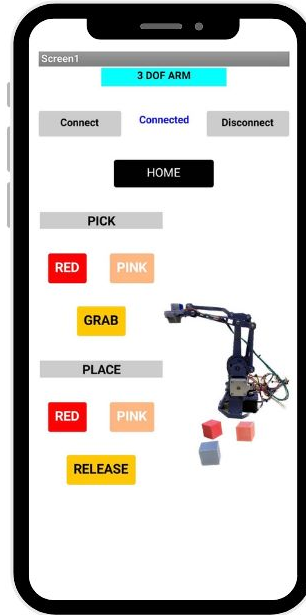 Screen1
3 DOF ARM
Connect Connected Disconnect
HOME
PICK
RED PINK
GRAB
PLACE
RED PINK
RELEASE